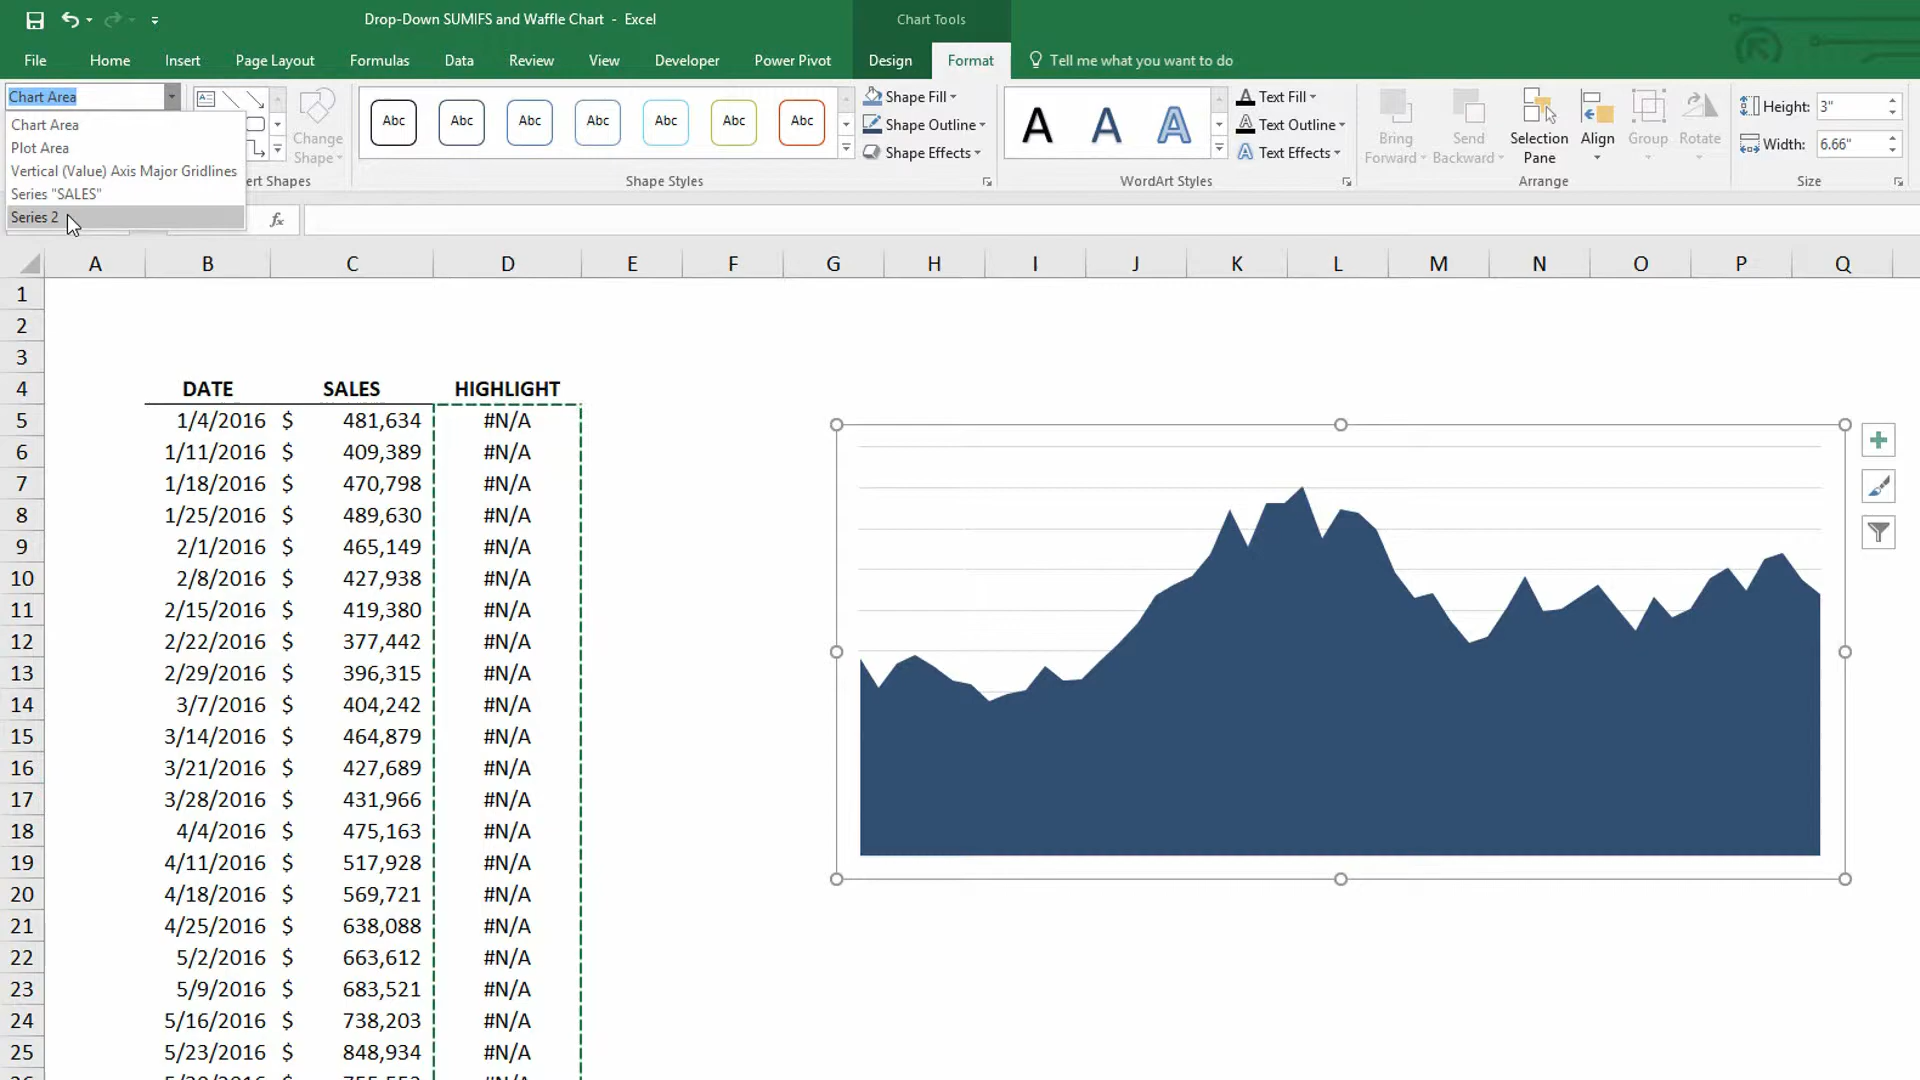 Drop-Down SUMIFS and Waffle Chart - Excel
Chart Tools
File Home Insert Page Layout Formulas Data Review View Developer Power Pivot Design Format Tell me what you want to do
Chart Area
Chart Area
Plot Area
Vertical (Value) Axis Major Gridlines
Series "SALES"
Series 2
Change
Shape
ert Shapes
Abc Abc Abc Abc Abc Abc Abc
Shape Fill
Shape Outline
Shape Effects
Shape Styles
A A A
Text Fill
Text Outline
Text Effects
WordArt Styles
Bring
Forward
Send
Backward
Selection
Pane
Align
Group
Rotate
Arrange
Height: 3"
Width: 6.66"
Size
fx
A B C D E F G H I J K L M N O P Q
1
2
3
4 DATE SALES HIGHLIGHT
5 1/4/2016 $ 481,634 #N/A
6 1/11/2016 $ 409,389 #N/A
7 1/18/2016 $ 470,798 #N/A
8 1/25/2016 $ 489,630 #N/A
9 2/1/2016 $ 465,149 #N/A
10 2/8/2016 $ 427,938 #N/A
11 2/15/2016 $ 419,380 #N/A
12 2/22/2016 $ 377,442 #N/A
13 2/29/2016 $ 396,315 #N/A
14 3/7/2016 $ 404,242 #N/A
15 3/14/2016 $ 464,879 #N/A
16 3/21/2016 $ 427,689 #N/A
17 3/28/2016 $ 431,966 #N/A
18 4/4/2016 $ 475,163 #N/A
19 4/11/2016 $ 517,928 #N/A
20 4/18/2016 $ 569,721 #N/A
21 4/25/2016 $ 638,088 #N/A
22 5/2/2016 $ 663,612 #N/A
23 5/9/2016 $ 683,521 #N/A
24 5/16/2016 $ 738,203 #N/A
25 5/23/2016 $ 848,934 #N/A